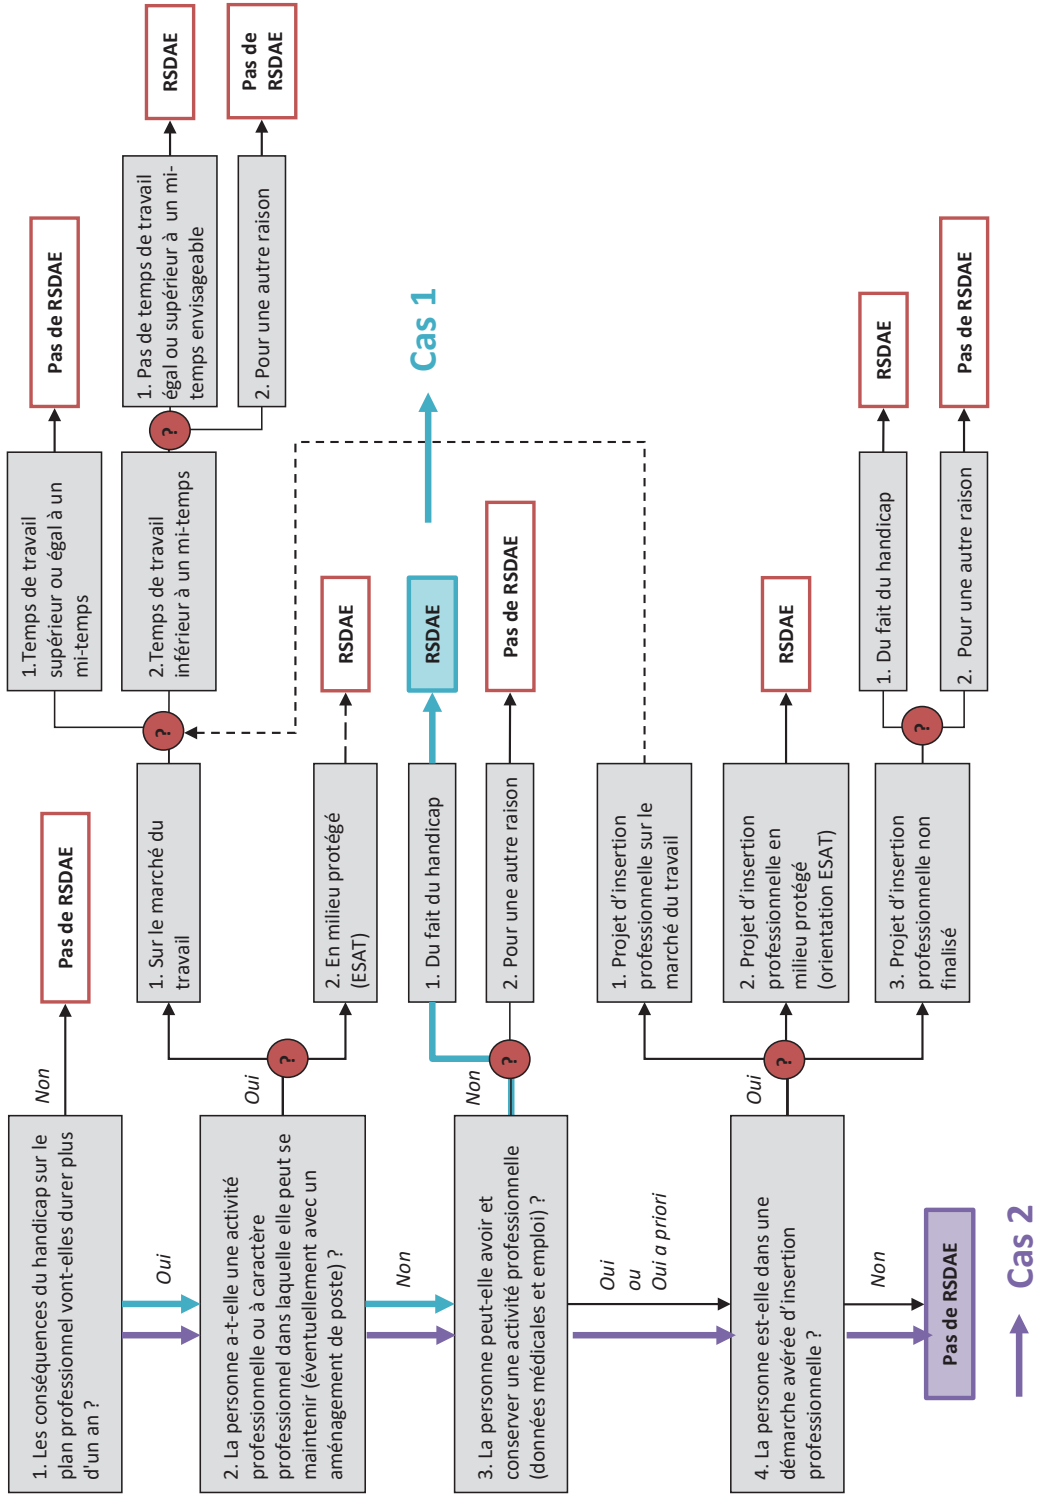 1. Les conséquences du handicap sur le
plan professionnel vont-elles durer plus
d'un an ?
Non
Pas de RSDAE
Oui
2. La personne a-t-elle une activité
professionnelle ou à caractère
professionnel dans laquelle elle peut se
maintenir (éventuellement avec un
aménagement de poste) ?
Oui
?
1. Sur le marché du
travail
?
1.Temps de travail
supérieur ou égal à un
mi-temps
Pas de RSDAE
2.Temps de travail
inférieur à un mi-temps
?
1. Pas de temps de travail
égal ou supérieur à un mi-
temps envisageable
RSDAE
2. Pour une autre raison
Pas de
RSDAE
2. En milieu protégé
(ESAT)
RSDAE
Non
3. La personne peut-elle avoir et
conserver une activité professionnelle
(données médicales et emploi) ?
Non
?
1. Du fait du handicap
RSDAE
Cas 1
2. Pour une autre raison
Pas de RSDAE
Oui
ou
Oui a priori
4. La personne est-elle dans une
démarche avérée d'insertion
professionnelle ?
Oui
?
1. Projet d'insertion
professionnelle sur le
marché du travail
2. Projet d'insertion
professionnelle en
milieu protégé
(orientation ESAT)
RSDAE
3. Projet d'insertion
professionnelle non
finalisé
?
1. Du fait du handicap
RSDAE
2. Pour une autre raison
Pas de RSDAE
Non
Pas de RSDAE
Cas 2